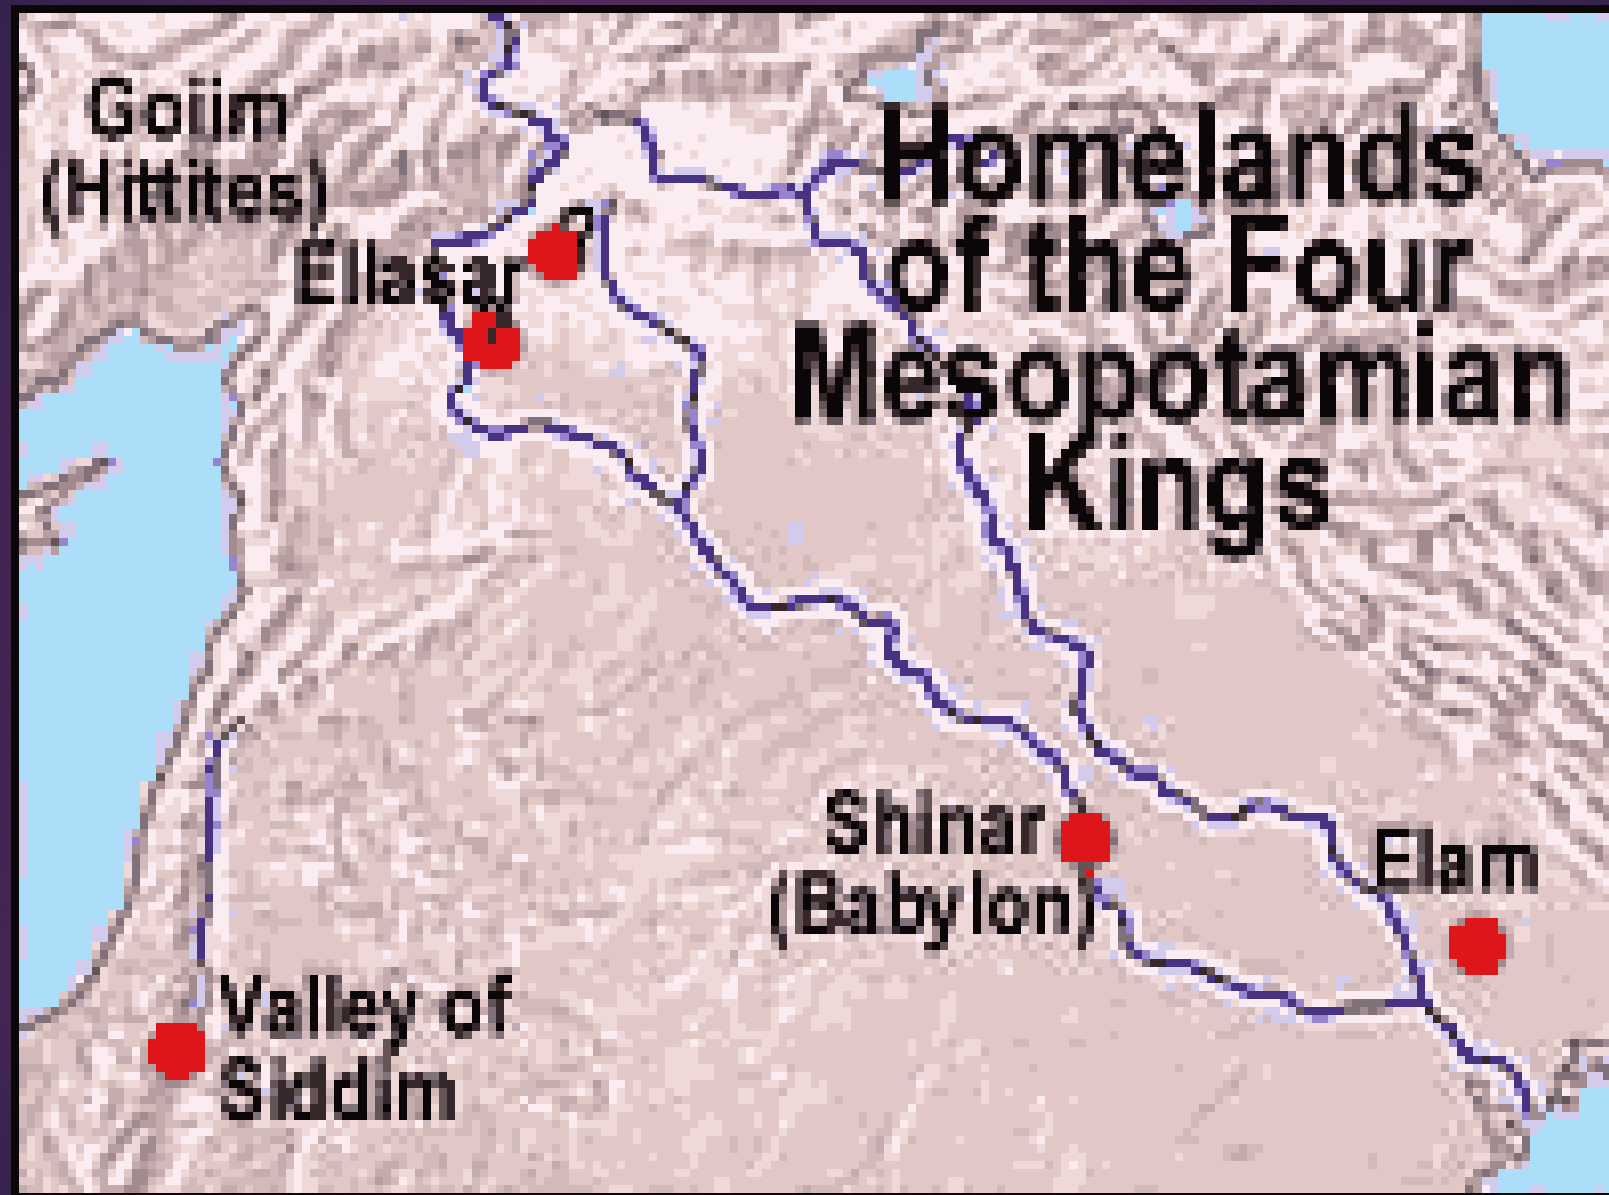 Goiim
(Hittites)
Ellasar ?
Homelands
of the Four
Mesopotamian
Kings
Shinar
(Babylon)
Elam
Valley of
Siddim